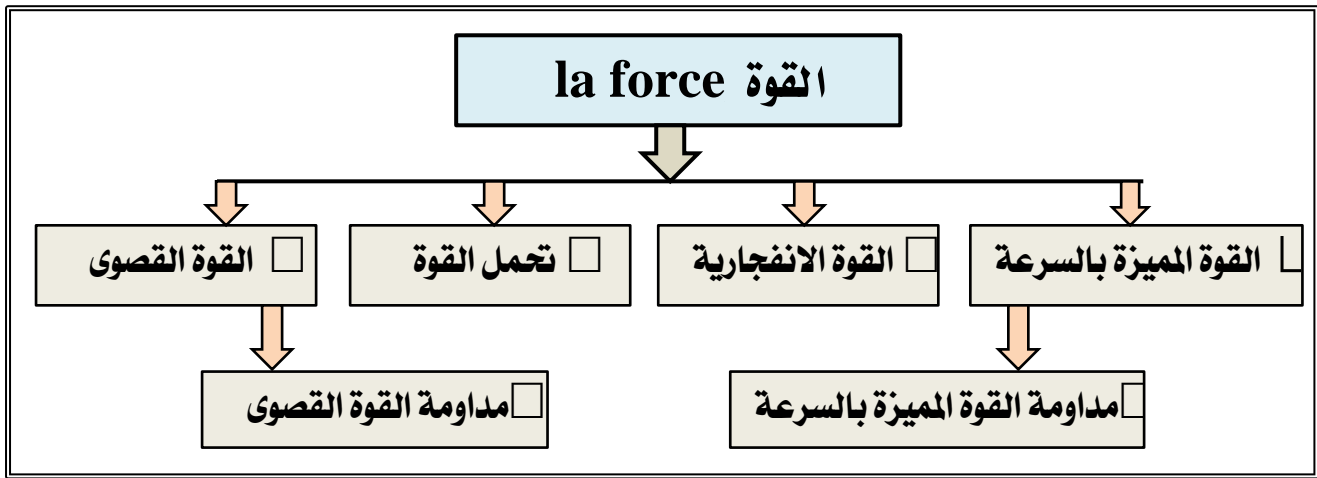 القوة la force
القوة المميزة بالسرعة
القوة الانفجارية
تحمل القوة
القوة القصوى
مداومة القوة المميزة بالسرعة
مداومة القوة القصوى